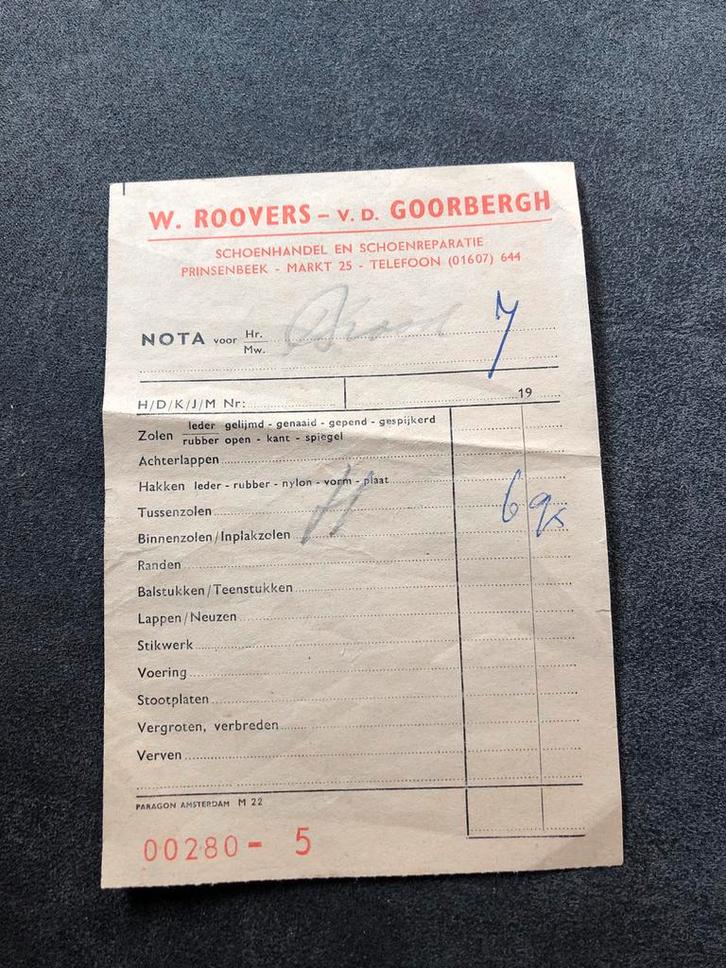 W. ROOVERS – V. D. GOORBERGH
SCHOENHANDEL EN SCHOENREPARATIE
PRINSENBEEK - MARKT 25 - TELEFOON (01607) 644
NOTA voor Hr.
Mw.
H/D/K/J/M Nr: 19
Zolen leder gelijmd - genaaid - gepend - gespijkerd
rubber open - kant - spiegel
Achterlappen
Hakken leder - rubber - nylon - vorm - plaat
Tussenzolen
Binnenzolen/Inplakzolen
Randen
Balstukken/Teenstukken
Lappen/Neuzen
Stikwerk
Voering
Stootplaten
Vergroten, verbreden
Verven
PARAGON AMSTERDAM M 22
00280 - 5